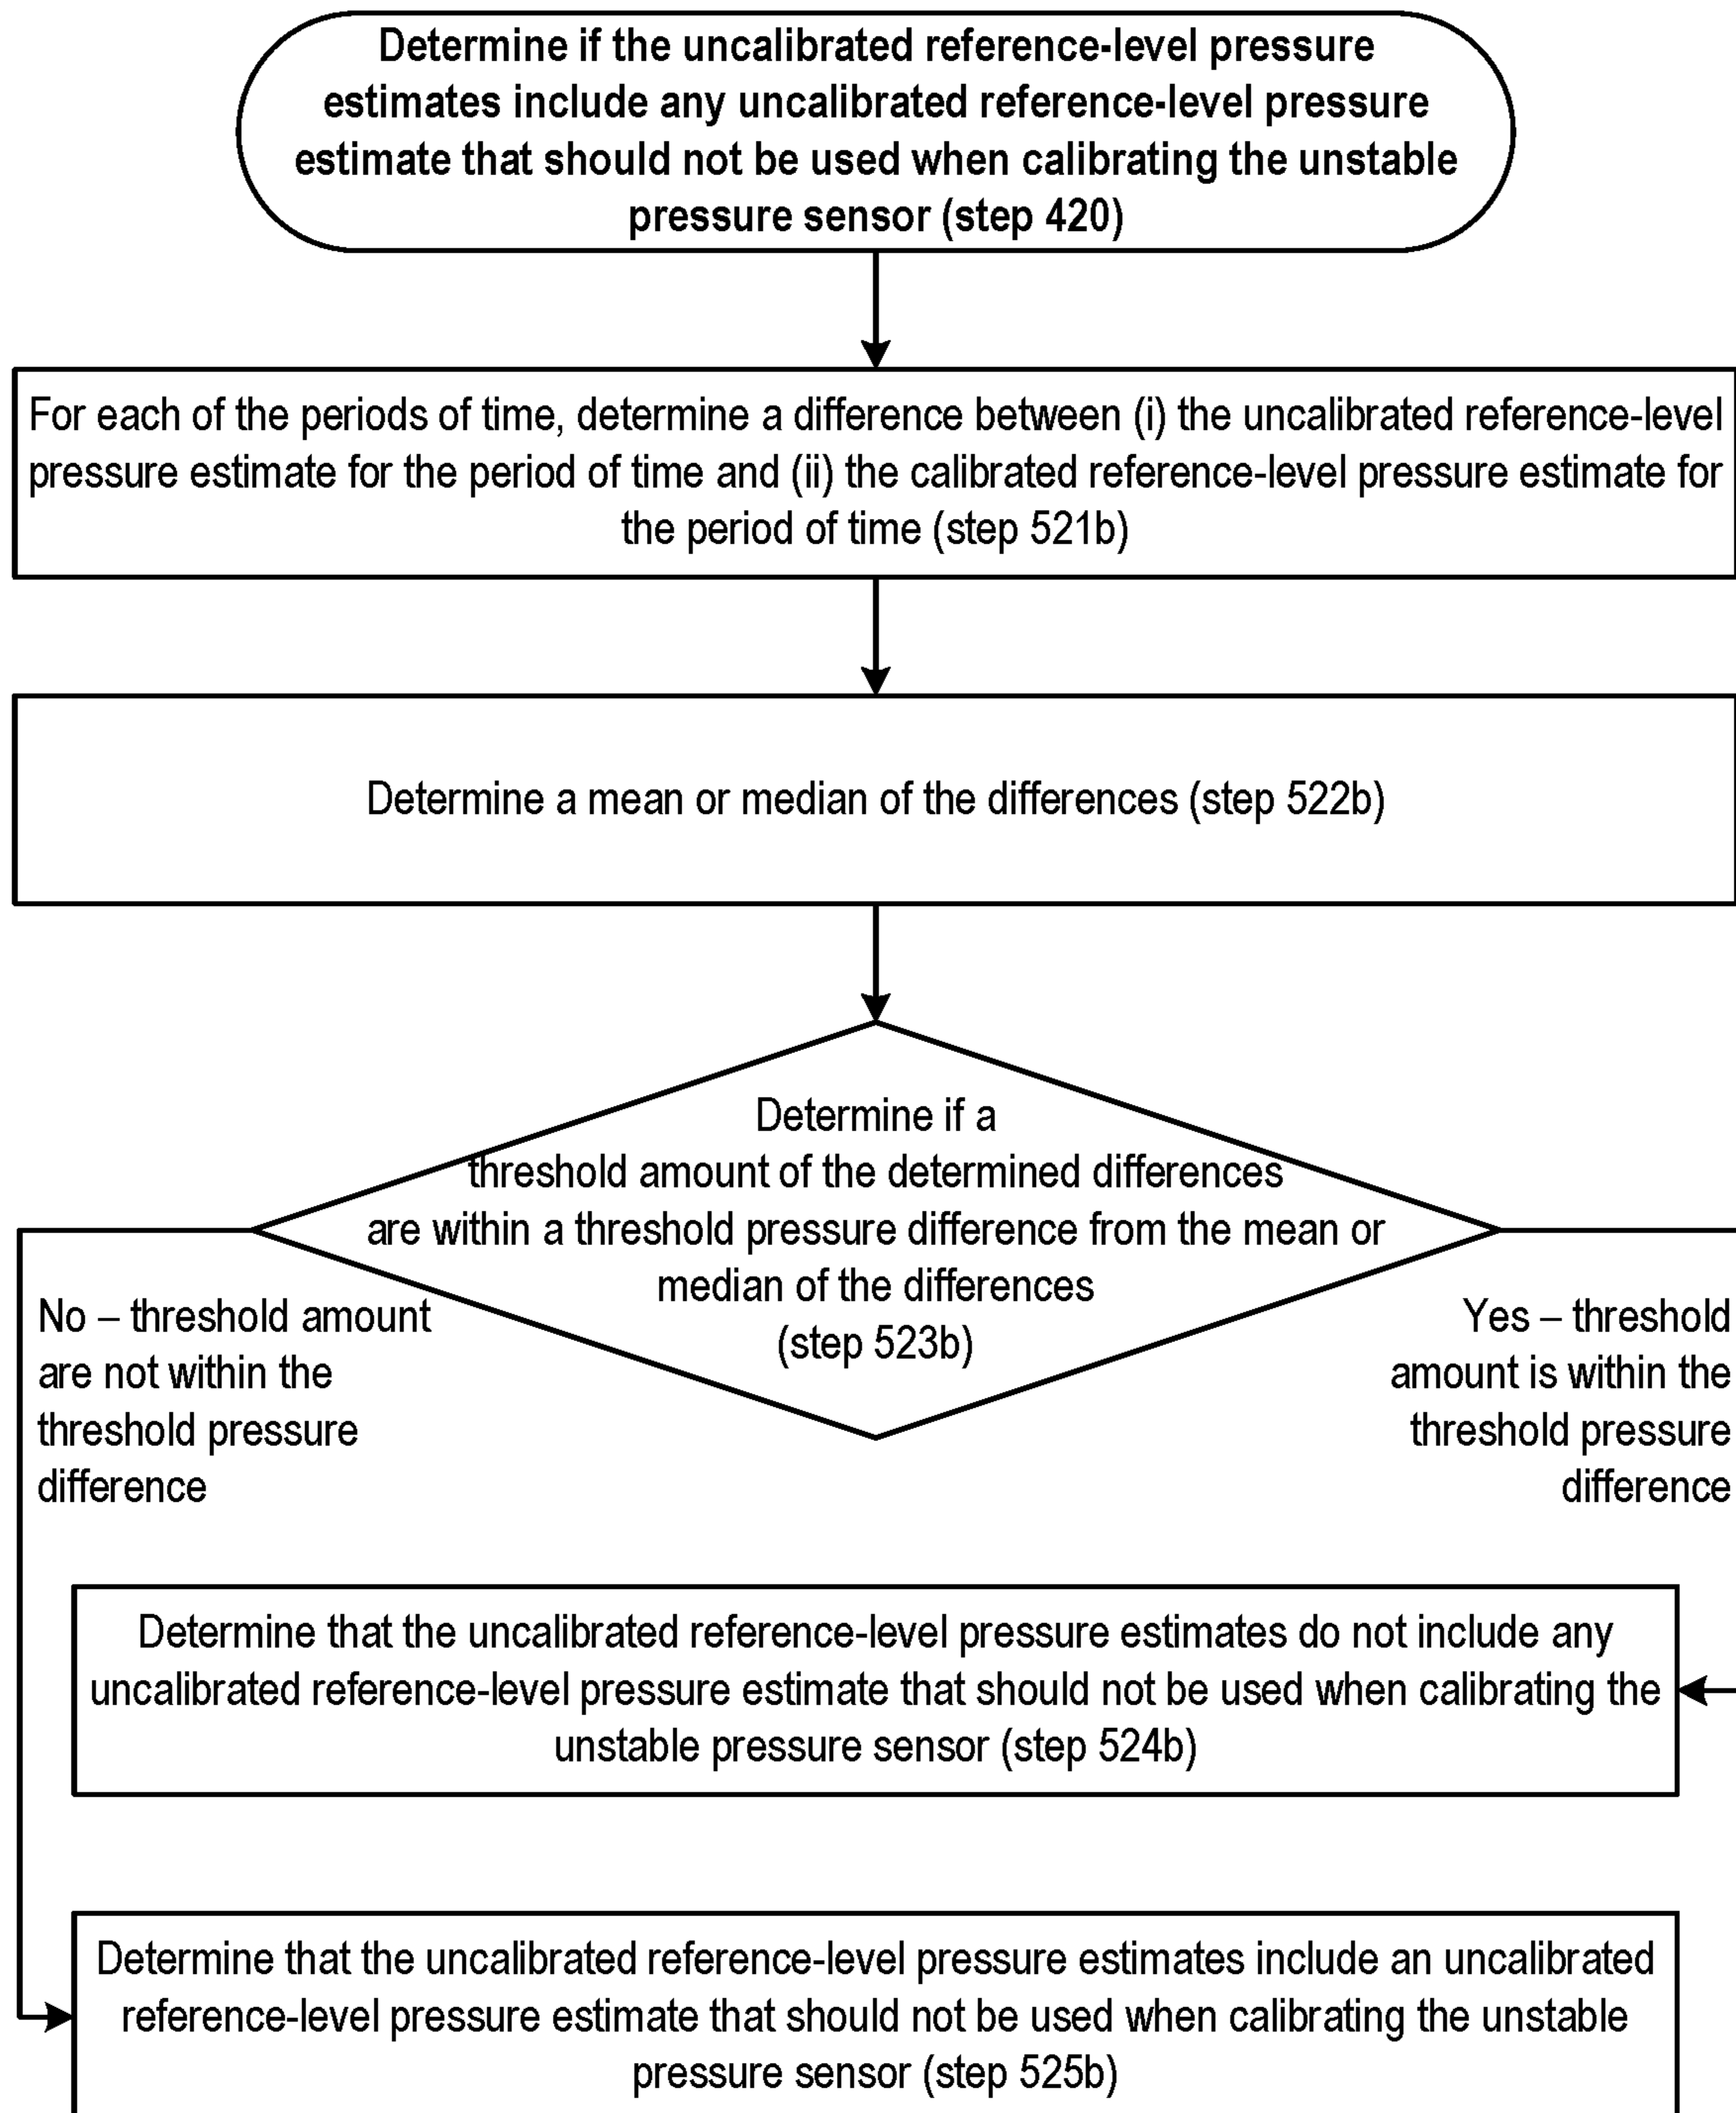 Determine if the uncalibrated reference-level pressure
estimates include any uncalibrated reference-level pressure
estimate that should not be used when calibrating the unstable
pressure sensor (step 420)
For each of the periods of time, determine a difference between (i) the uncalibrated reference-level
pressure estimate for the period of time and (ii) the calibrated reference-level pressure estimate for
the period of time (step 521b)
Determine a mean or median of the differences (step 522b)
Determine if a
threshold amount of the determined differences
are within a threshold pressure difference from the mean or
median of the differences
(step 523b)
No – threshold amount
are not within the
threshold pressure
difference
Yes – threshold
amount is within the
threshold pressure
difference
Determine that the uncalibrated reference-level pressure estimates do not include any
uncalibrated reference-level pressure estimate that should not be used when calibrating the
unstable pressure sensor (step 524b)
Determine that the uncalibrated reference-level pressure estimates include an uncalibrated
reference-level pressure estimate that should not be used when calibrating the unstable
pressure sensor (step 525b)